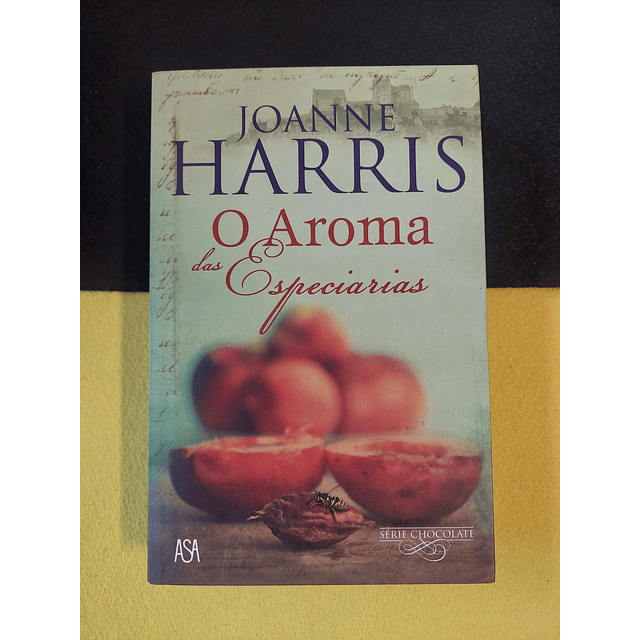 JOANNE
HARRIS
O Aroma
das Especiarias
SÉRIE CHOCOLATE
ASA